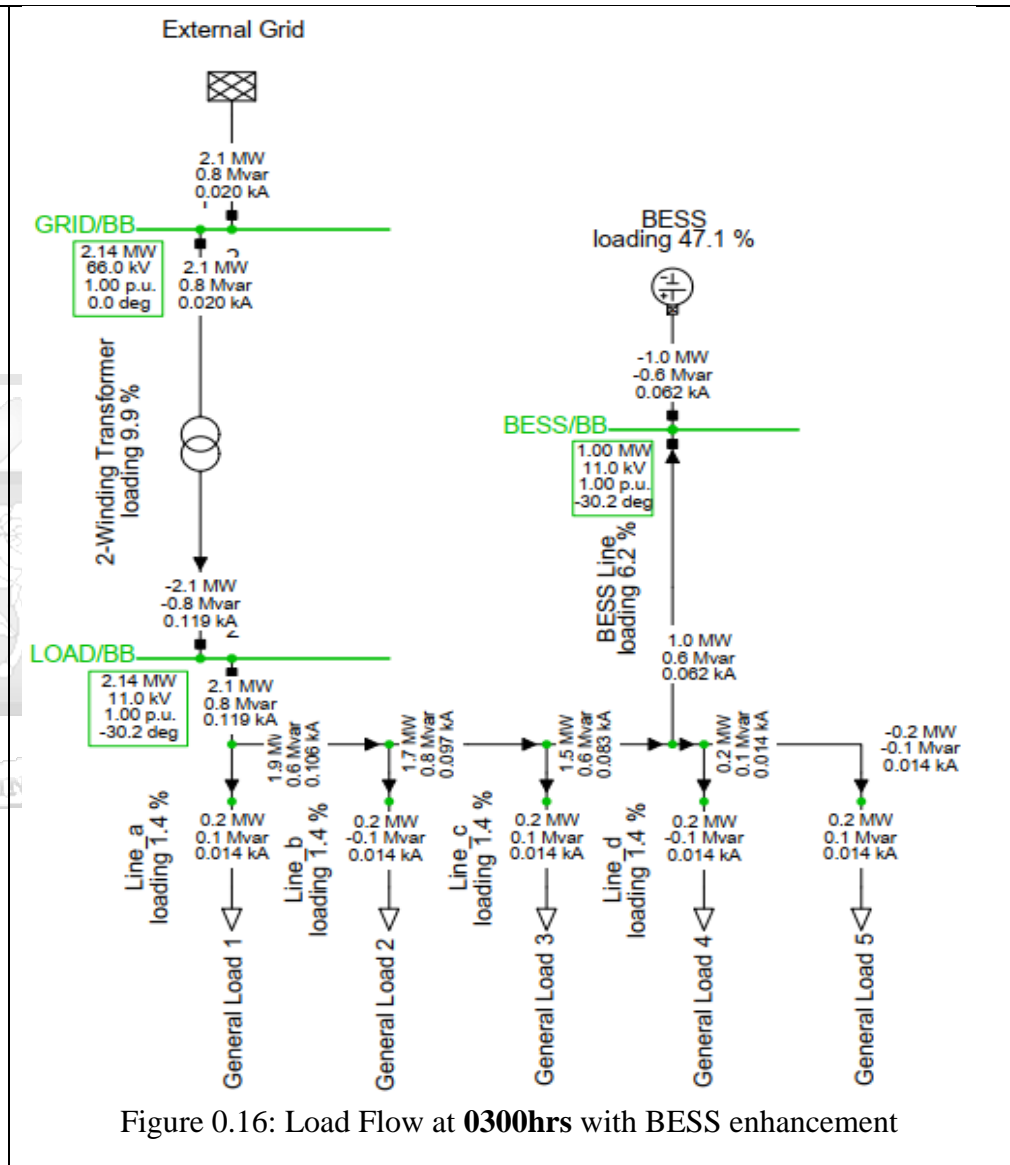 External Grid
2.1 MW
0.8 Mvar
0.020 kA
GRID/BB
2.14 MW
66.0 kV
1.00 p.u.
0.0 deg
2.1 MW
0.8 Mvar
0.020 kA
2-Winding Transformer
loading 9.9 %
-2.1 MW
-0.8 Mvar
0.119 kA
LOAD/BB
2.14 MW
11.0 kV
1.00 p.u.
-30.2 deg
2.1 MW
0.8 Mvar
0.119 kA
BESS
loading 47.1 %
-1.0 MW
-0.6 Mvar
0.062 kA
BESS/BB
1.00 MW
11.0 kV
1.00 p.u.
-30.2 deg
BESS Line
loading 6.2 %
1.0 MW
0.6 Mvar
0.062 kA
1.9 M
0.6 Mvar
0.106 kA
1.7 MW
0.8 Mvar
0.097 kA
1.5 MW
0.6 Mvar
0.083 kA
0.2 MW
0.1 Mvar
0.014 kA
-0.2 MW
-0.1 Mvar
0.014 kA
Line_a
loading 1.4 %
0.2 MW
0.1 Mvar
0.014 kA
Line_b
loading 1.4 %
0.2 MW
-0.1 Mvar
0.014 kA
Line_c
loading 1.4 %
0.2 MW
0.1 Mvar
0.014 kA
Line_d
loading 1.4 %
0.2 MW
-0.1 Mvar
0.014 kA
0.2 MW
0.1 Mvar
0.014 kA
General Load 1
General Load 2
General Load 3
General Load 4
General Load 5
Figure 0.16: Load Flow at 0300hrs with BESS enhancement